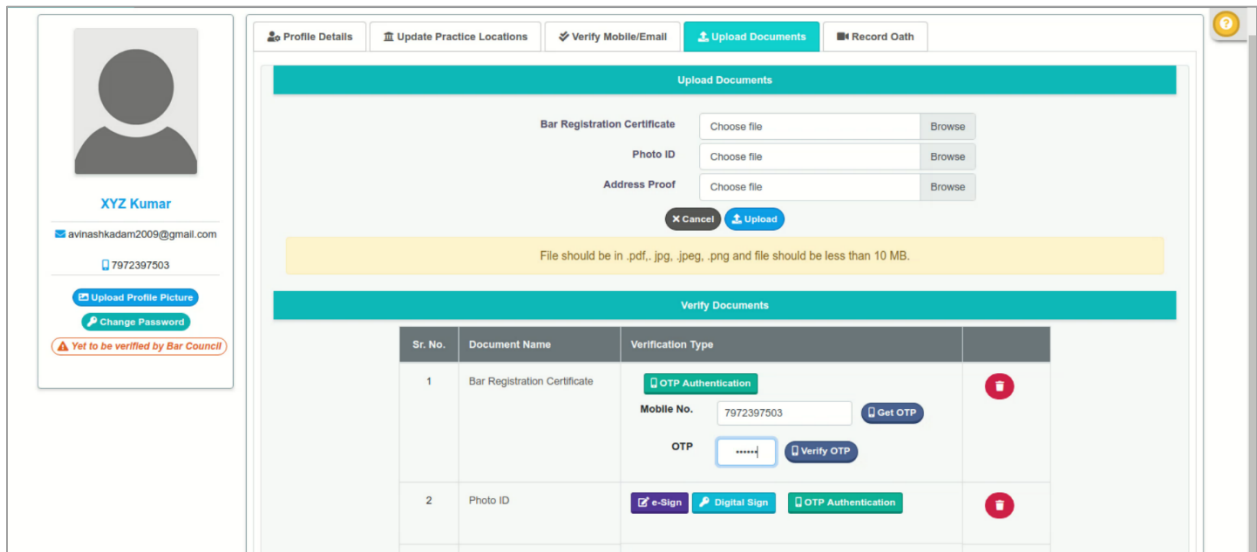 Profile Details Update Practice Locations Verify Mobile/Email Upload Documents Record Oath
?
Upload Documents
Bar Registration Certificate Choose file Browse
Photo ID Choose file Browse
Address Proof Choose file Browse
Cancel Upload
File should be in .pdf,. jpg, .jpeg, .png and file should be less than 10 MB.
XYZ Kumar
avinashkadam2009@gmail.com
7972397503
Upload Profile Picture
Change Password
Yet to be verified by Bar Council
Verify Documents
Sr. No. Document Name Verification Type
1 Bar Registration Certificate OTP Authentication
Mobile No. 7972397503 Get OTP
OTP •••••• Verify OTP
2 Photo ID e-Sign Digital Sign OTP Authentication